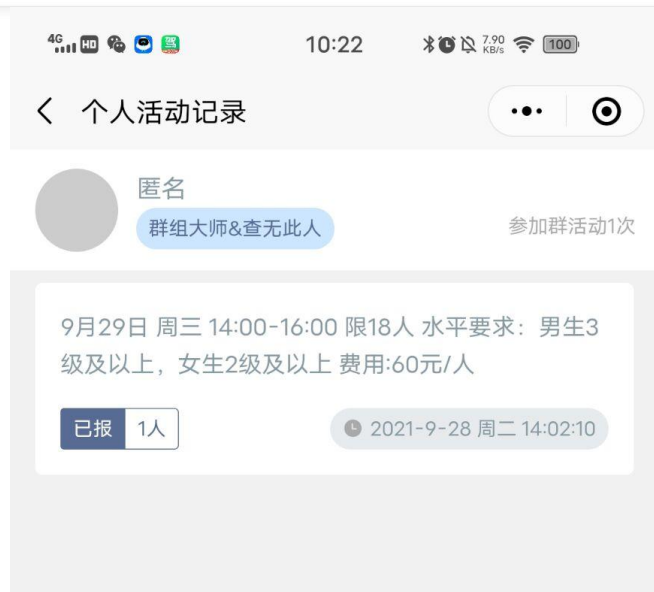 4G HD 10:22 7.90 KB/s 100
个人活动记录
匿名
群组大师&查无此人
参加群活动1次
9月29日 周三 14:00-16:00 限18人 水平要求：男生3
级及以上，女生2级及以上 费用:60元/人
已报 1人
2021-9-28 周二 14:02:10